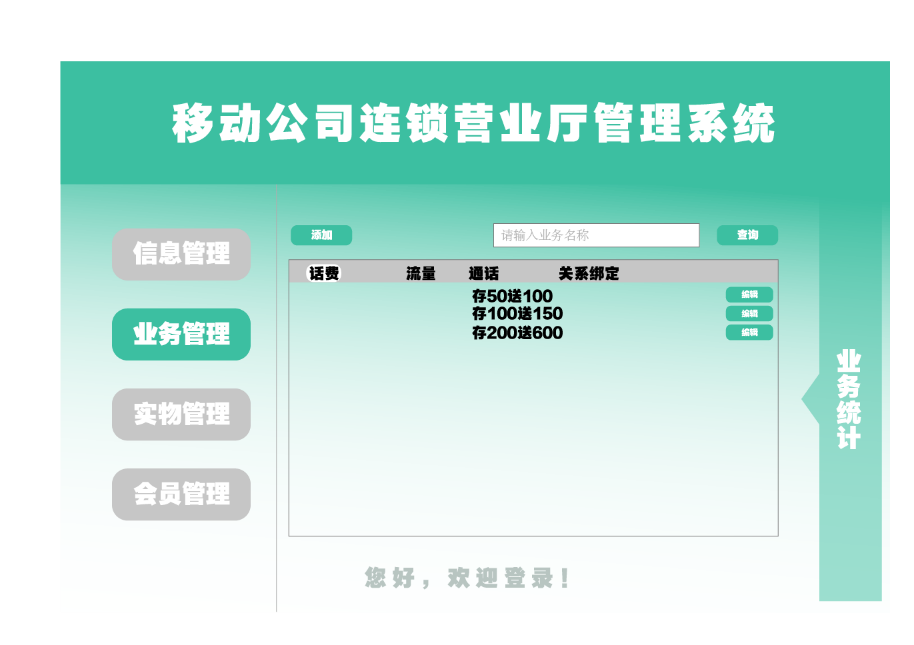 移动公司连锁营业厅管理系统
添加 请输入业务名称 查询
信息管理
业务管理
实物管理
会员管理
话费 流量 通话 关系绑定
存50送100 编辑
存100送150 编辑
存200送600 编辑
业务统计
您好，欢迎登录！